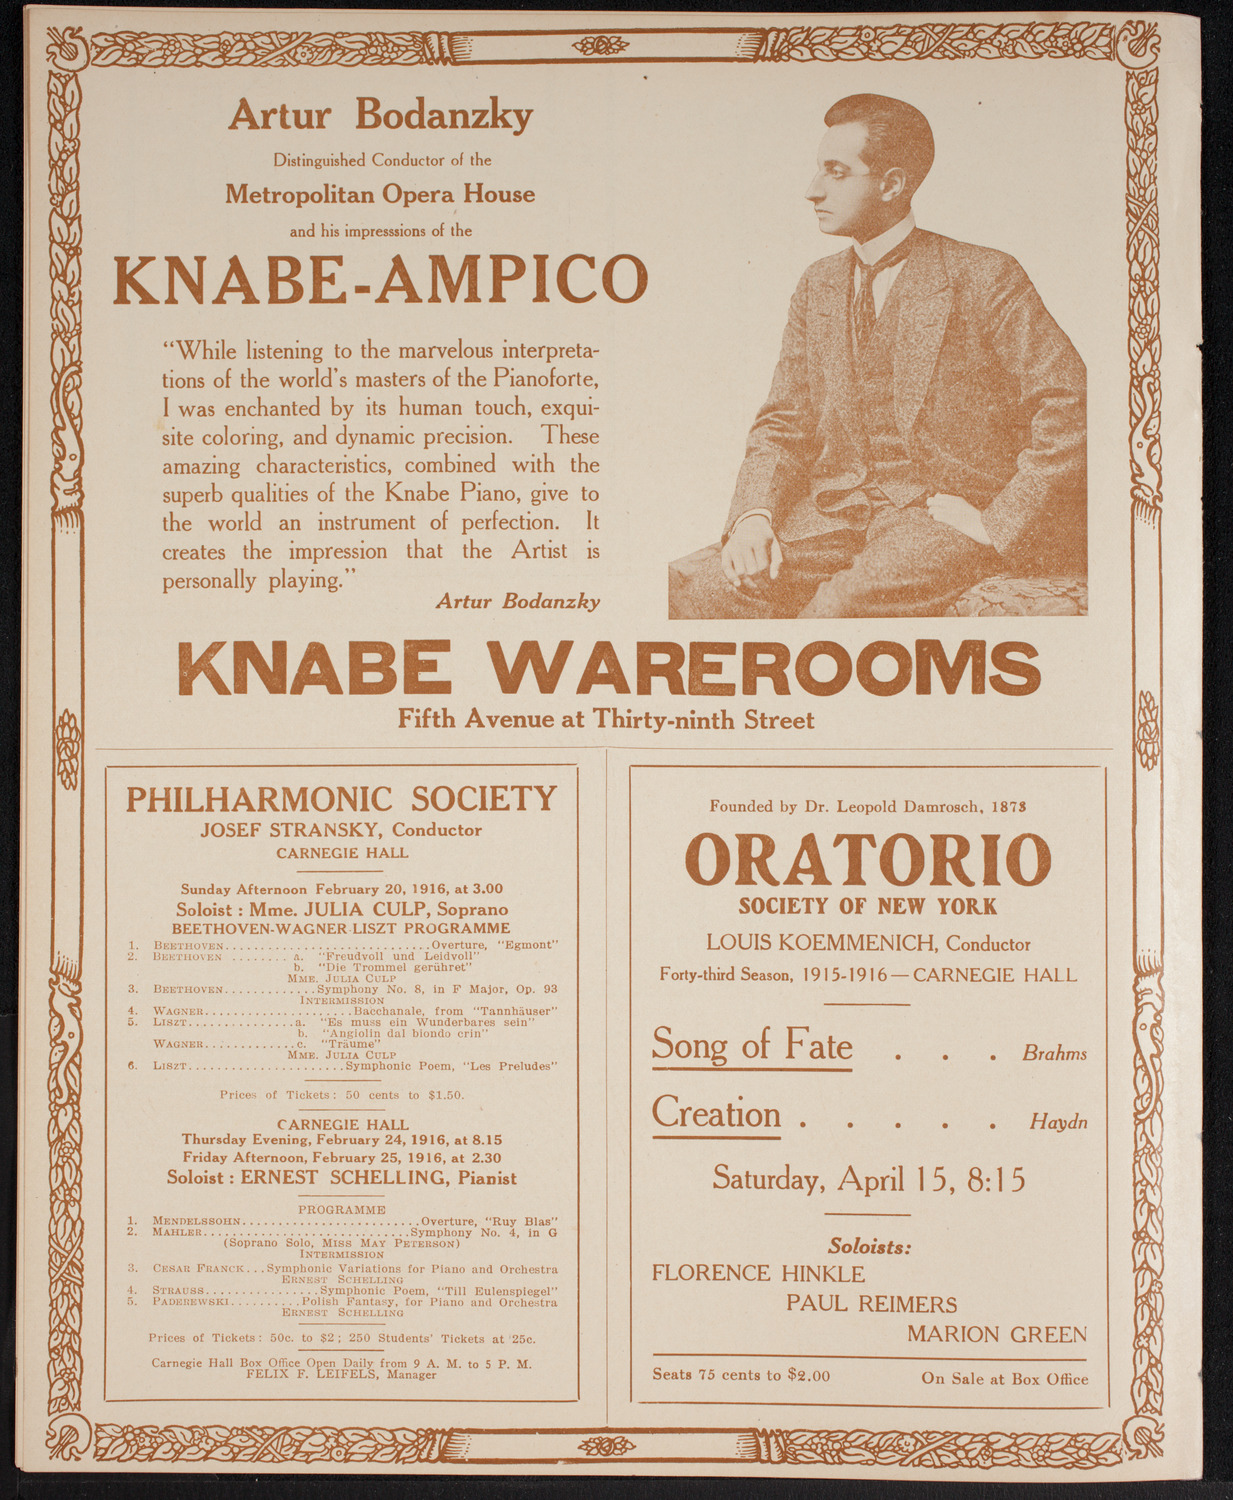 Artur Bodanzky
Distinguished Conductor of the
Metropolitan Opera House
and his impresssions of the
KNABE-AMPICO
“While listening to the marvelous interpreta-
tions of the world's masters of the Pianoforte,
I was enchanted by its human touch, exqui-
site coloring, and dynamic precision. These
amazing characteristics, combined with the
superb qualities of the Knabe Piano, give to
the world an instrument of perfection. It
creates the impression that the Artist is
personally playing.”
Artur Bodanzky
KNABE WAREROOMS
Fifth Avenue at Thirty-ninth Street
PHILHARMONIC SOCIETY
JOSEF STRANSKY, Conductor
CARNEGIE HALL
Sunday Afternoon February 20, 1916, at 3.00
Soloist : Mme. JULIA CULP, Soprano
BEETHOVEN-WAGNER LISZT PROGRAMME
1. BEETHOVEN..........................Overture, "Egmont"
2. BEETHOVEN ........ A. "Freudvoll und Leidvoll"
b. "Die Trommel gerühret"
MME. JULIA CULP
3. BEETHOVEN............Symphony No. 8, in F Major, Op. 93
INTERMISSION
4. WAGNER...................Bacchanale, from "Tannhäuser"
5. LISZT..............a. "Es muss ein Wunderbares sein"
b. "Angiolin dal biondo crin"
WAGNER............c. "Träume"
MME. JULIA CULP
6. LISZT....................Symphonic Poem, "Les Preludes"
Prices of Tickets: 50 cents to $1.50.
CARNEGIE HALL
Thursday Evening, February 24, 1916, at 8.15
Friday Afternoon, February 25, 1916, at 2.30
Soloist : ERNEST SCHELLING, Pianist
PROGRAMME
1. MENDELSSOHN.......................Overture, "Ruy Blas"
2. MAHLER..........................Symphony No. 4, in G
(Soprano Solo, MISS MAY PETERSON)
INTERMISSION
3. CESAR FRANCK...Symphonic Variations for Piano and Orchestra
ERNEST SCHELLING
4. STRAUSS..............Symphonic Poem, "Till Eulenspiegel"
5. PADEREWSKI.........Polish Fantasy, for Piano and Orchestra
ERNEST SCHELLING
Prices of Tickets: 50c. to $2; 250 Students' Tickets at 25c.
Carnegie Hall Box Office Open Daily from 9 A. M. to 5 P. M.
FELIX F. LEIFELS, Manager
Founded by Dr. Leopold Damrosch, 1873
ORATORIO
SOCIETY OF NEW YORK
LOUIS KOEMMENICH, Conductor
Forty-third Season, 1915-1916—CARNEGIE HALL
Song of Fate . . . Brahms
Creation . . . . . Haydn
Saturday, April 15, 8:15
Soloists:
FLORENCE HINKLE
PAUL REIMERS
MARION GREEN
Seats 75 cents to $2.00 On Sale at Box Office